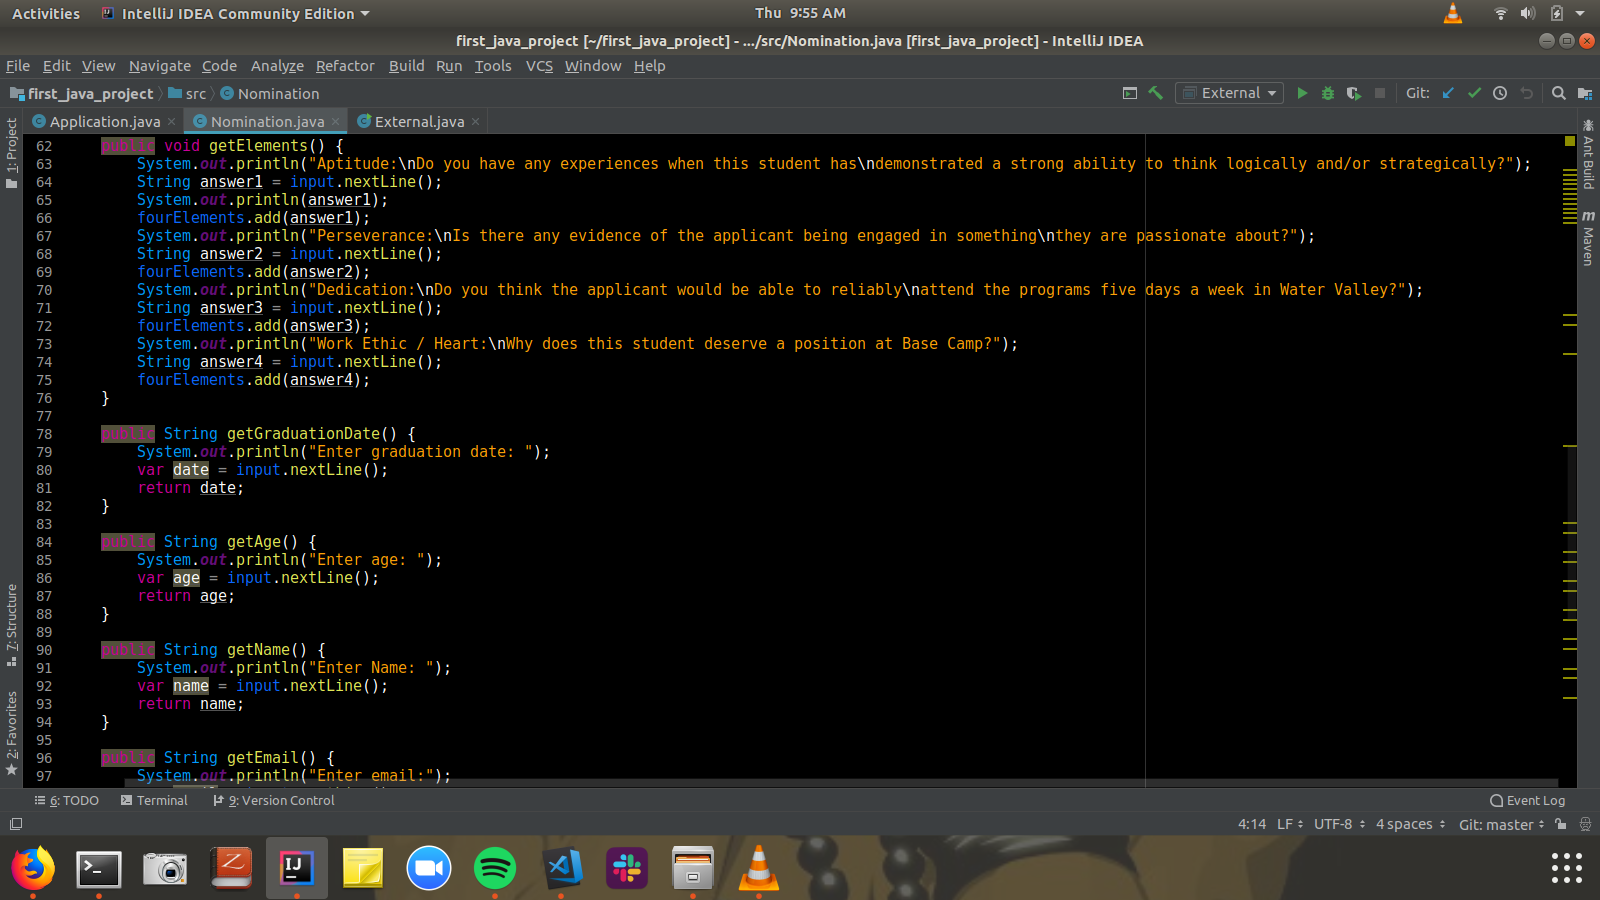 Activities IntelliJ IDEA Community Edition Thu 9:55 AM
first_java_project [~/first_java_project] - .../src/Nomination.java [first_java_project] - IntelliJ IDEA
File Edit View Navigate Code Analyze Refactor Build Run Tools VCS Window Help
first_java_project src Nomination External Git:
Application.java Nomination.java External.java
1: Project
Ant Build
Maven
7: Structure
2: Favorites
62 public void getElements() {
63 System.out.println("Aptitude:\nDo you have any experiences when this student has\ndemonstrated a strong ability to think logically and/or strategically?");
64 String answer1 = input.nextLine();
65 System.out.println(answer1);
66 fourElements.add(answer1);
67 System.out.println("Perseverance:\nIs there any evidence of the applicant being engaged in something\nthey are passionate about?");
68 String answer2 = input.nextLine();
69 fourElements.add(answer2);
70 System.out.println("Dedication:\nDo you think the applicant would be able to reliably\nattend the programs five days a week in Water Valley?");
71 String answer3 = input.nextLine();
72 fourElements.add(answer3);
73 System.out.println("Work Ethic / Heart:\nWhy does this student deserve a position at Base Camp?");
74 String answer4 = input.nextLine();
75 fourElements.add(answer4);
76 }
77
78 public String getGraduationDate() {
79 System.out.println("Enter graduation date: ");
80 var date = input.nextLine();
81 return date;
82 }
83
84 public String getAge() {
85 System.out.println("Enter age: ");
86 var age = input.nextLine();
87 return age;
88 }
89
90 public String getName() {
91 System.out.println("Enter Name: ");
92 var name = input.nextLine();
93 return name;
94 }
95
96 public String getEmail() {
97 System.out.println("Enter email:");
6: TODO Terminal 9: Version Control Event Log
4:14 LF UTF-8 4 spaces Git: master